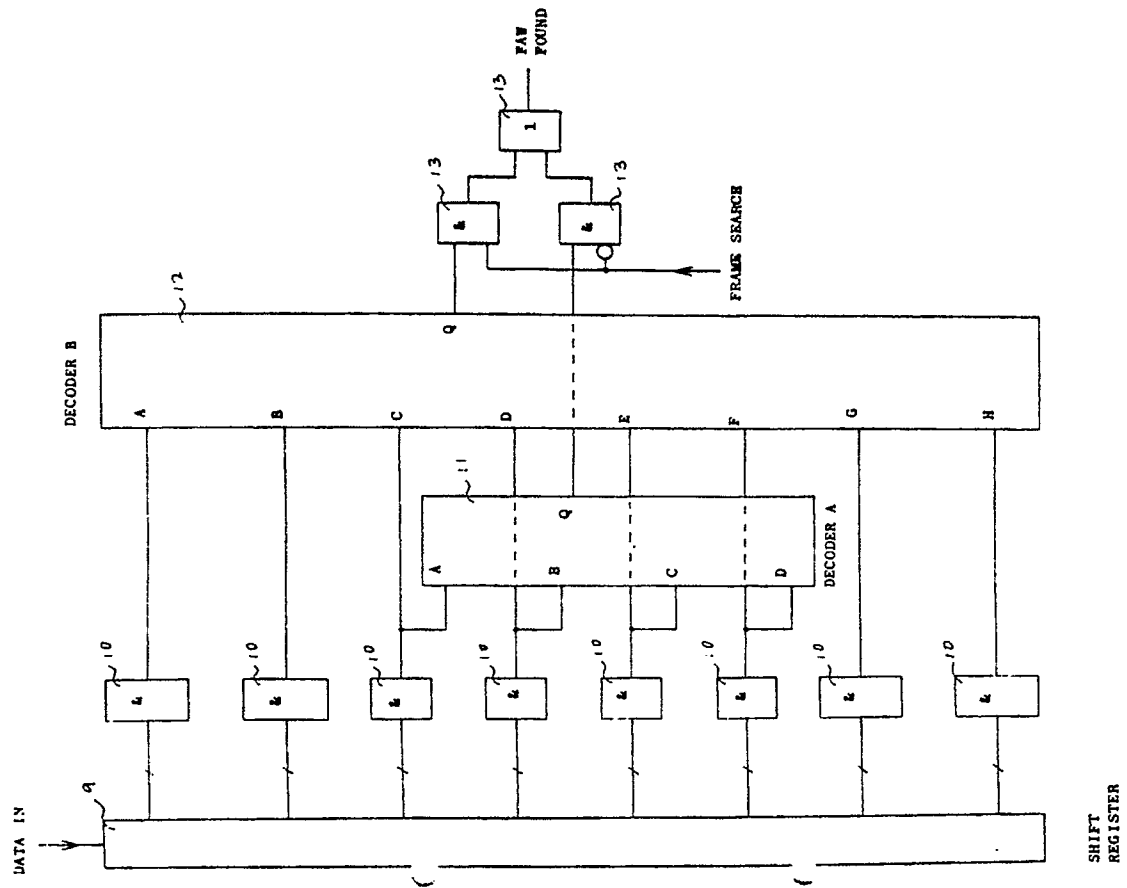 DATA IN
DECODER B
9
10
& A
12
10
& B
10
& C
11
A
Q
13
&
10
& D
13
1
FAW
FOUND
B
Q
13
&
10
& E
C
10
& F
FRAME SEARCH
D
DECODER A
10
& G
10
& H
SHIFT
REGISTER